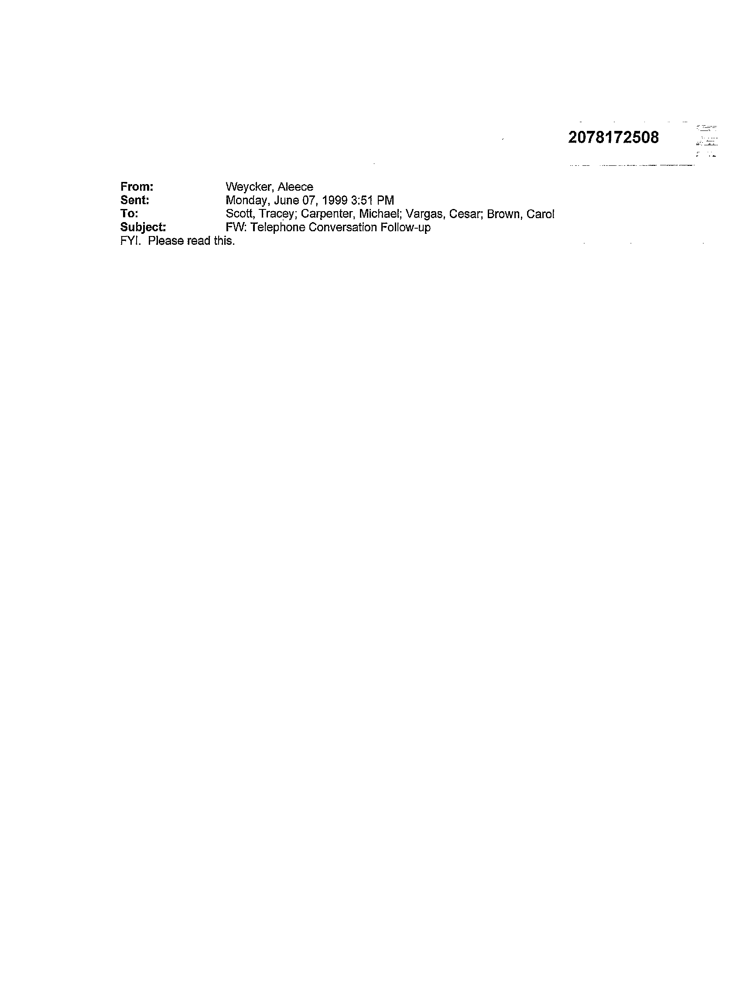 2078172508
From: Weycker, Aleece
Sent: Monday, June 07, 1999 3:51 PM
To: Scott, Tracey; Carpenter, Michael; Vargas, Cesar; Brown, Carol
Subject: FW: Telephone Conversation Follow-up
FYI. Please read this.